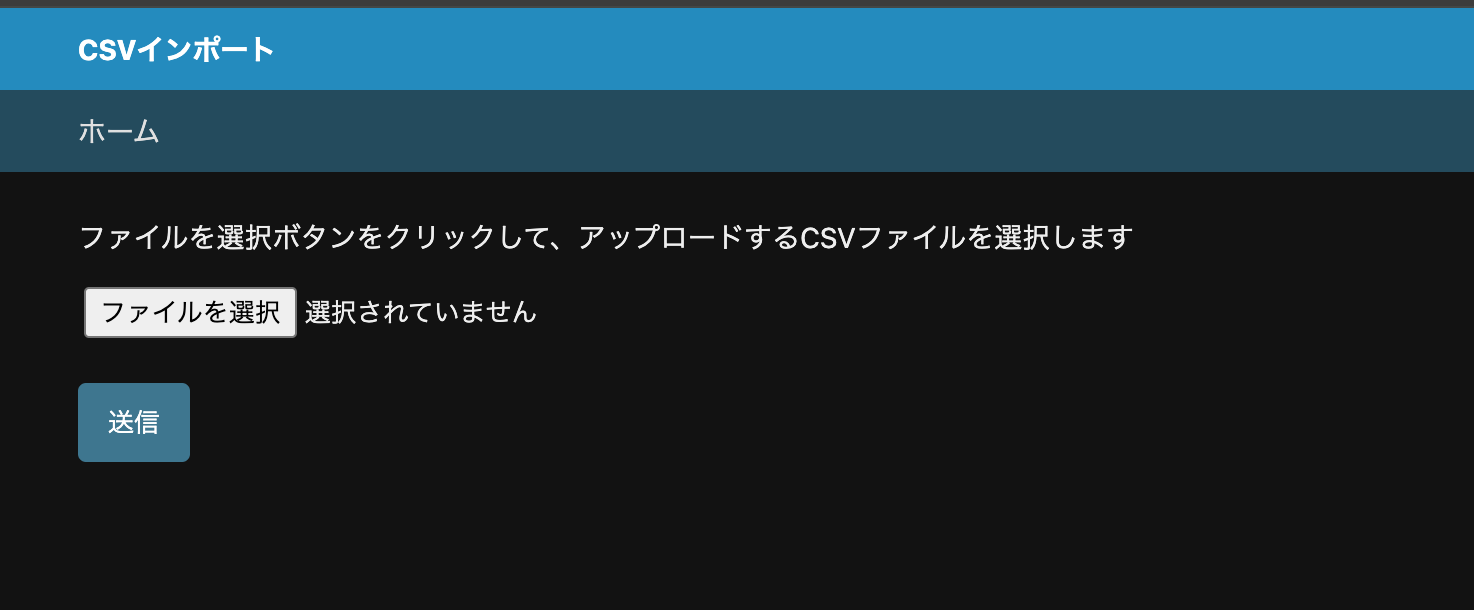 CSVインポート
ホーム
ファイルを選択ボタンをクリックして、アップロードするCSVファイルを選択します
ファイルを選択 選択されていません
送信